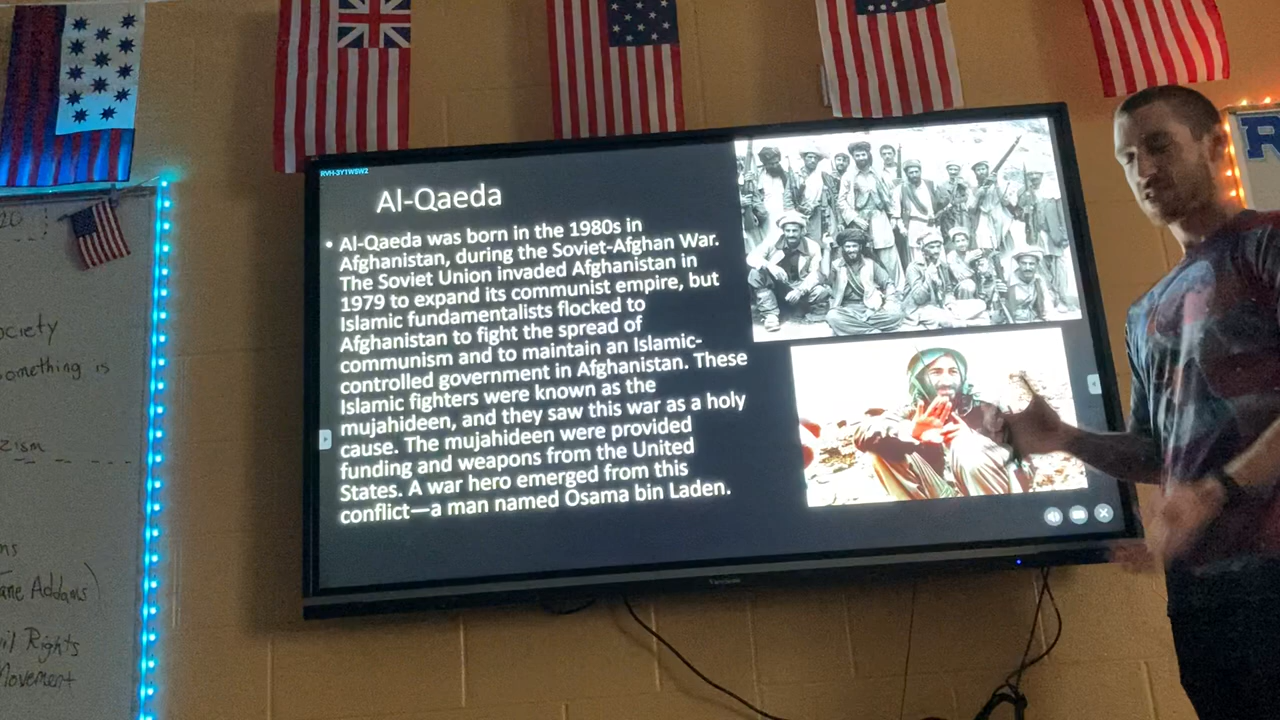 RVH-3Y1W5W2
Al-Qaeda
• Al-Qaeda was born in the 1980s in
Afghanistan, during the Soviet-Afghan War.
The Soviet Union invaded Afghanistan in
1979 to expand its communist empire, but
Islamic fundamentalists flocked to
Afghanistan to fight the spread of
communism and to maintain an Islamic-
controlled government in Afghanistan. These
Islamic fighters were known as the
mujahideen, and they saw this war as a holy
cause. The mujahideen were provided
funding and weapons from the United
States. A war hero emerged from this
conflict—a man named Osama bin Laden.
ViewSonic
ociety
omething is
zism
ms
ane Addams)
il Rights
Movement
R